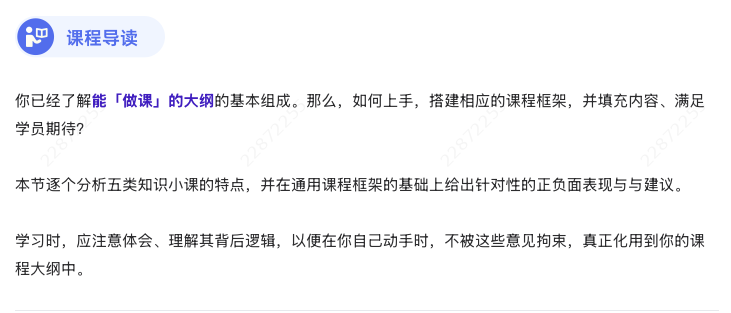 课程导读
你已经了解能「做课」的大纲的基本组成。那么，如何上手，搭建相应的课程框架，并填充内容、满足
学员期待？
本节逐个分析五类知识小课的特点，并在通用课程框架的基础上给出针对性的正负面表现与与建议。
学习时，应注意体会、理解其背后逻辑，以便在你自己动手时，不被这些意见拘束，真正化用到你的课
程大纲中。